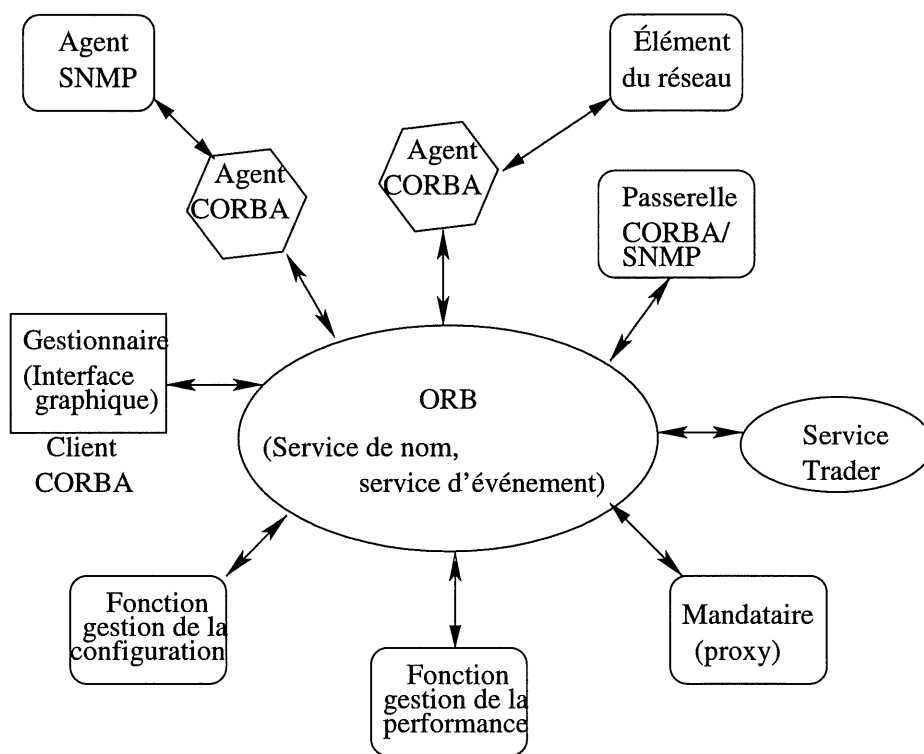 Agent
SNMP
Élément
du réseau
Agent
CORBA
Agent
CORBA
Passerelle
CORBA/
SNMP
Gestionnaire
(Interface
graphique)
Client
CORBA
ORB
(Service de nom,
service d'événement)
Service
Trader
Fonction
gestion de la
configuration
Fonction
gestion de la
performance
Mandataire
(proxy)